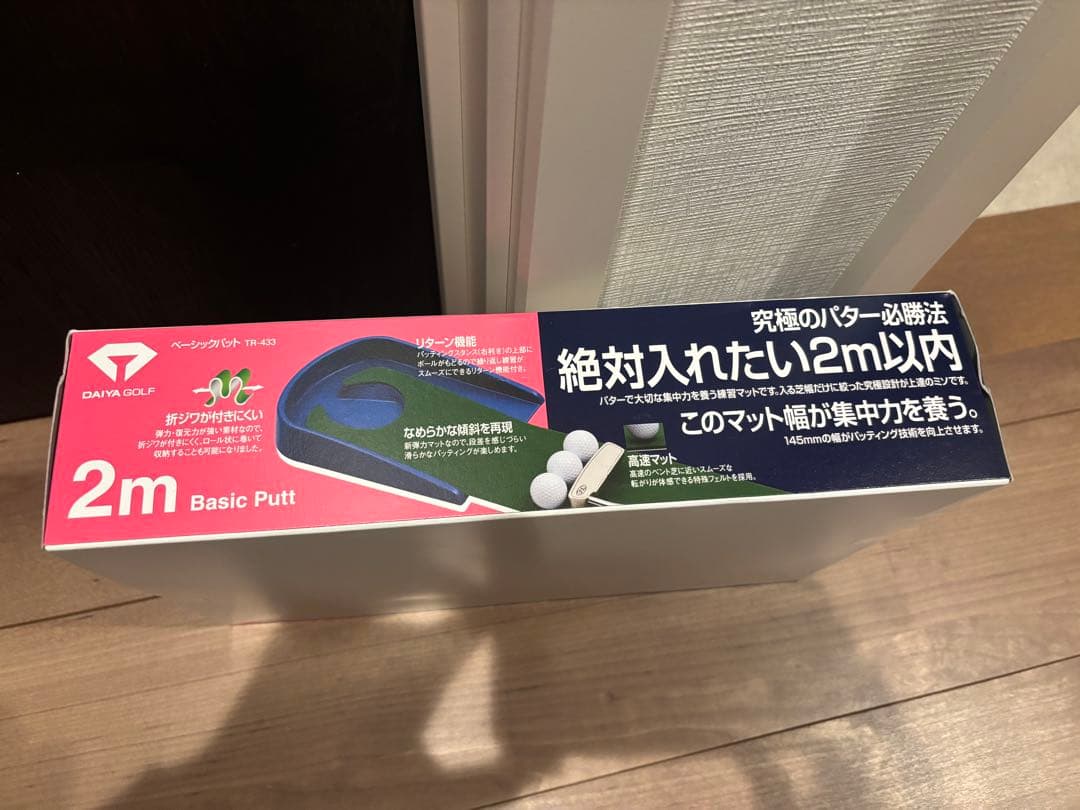 DAIYA GOLF
ベーシックパット TR-433
折ジワが付きにくい
弾力・復元力が強い素材なので、
折ジワが付きにくく、ロール状に巻いて
収納することも可能になりました。
2m Basic Putt
リターン機能
パッティングスタンス(右利き)の上部に
ボールがもどるので繰り返し練習が
スムーズにできるリターン機能付き。
なめらかな傾斜を再現
新弾力マットなので、段差を感じづらい
滑らかなパッティングが楽しめます。
究極のパター必勝法
絶対入れたい2m以内
パターで大切な集中力を養う練習マットです。入る芝幅だけに絞った究極設計が上達のミソです。
このマット幅が集中力を養う。
145mmの幅がパッティング技術を向上させます。
高速マット
高速のベント芝に近いスムーズな
転がりが体感できる特殊フェルトを採用。